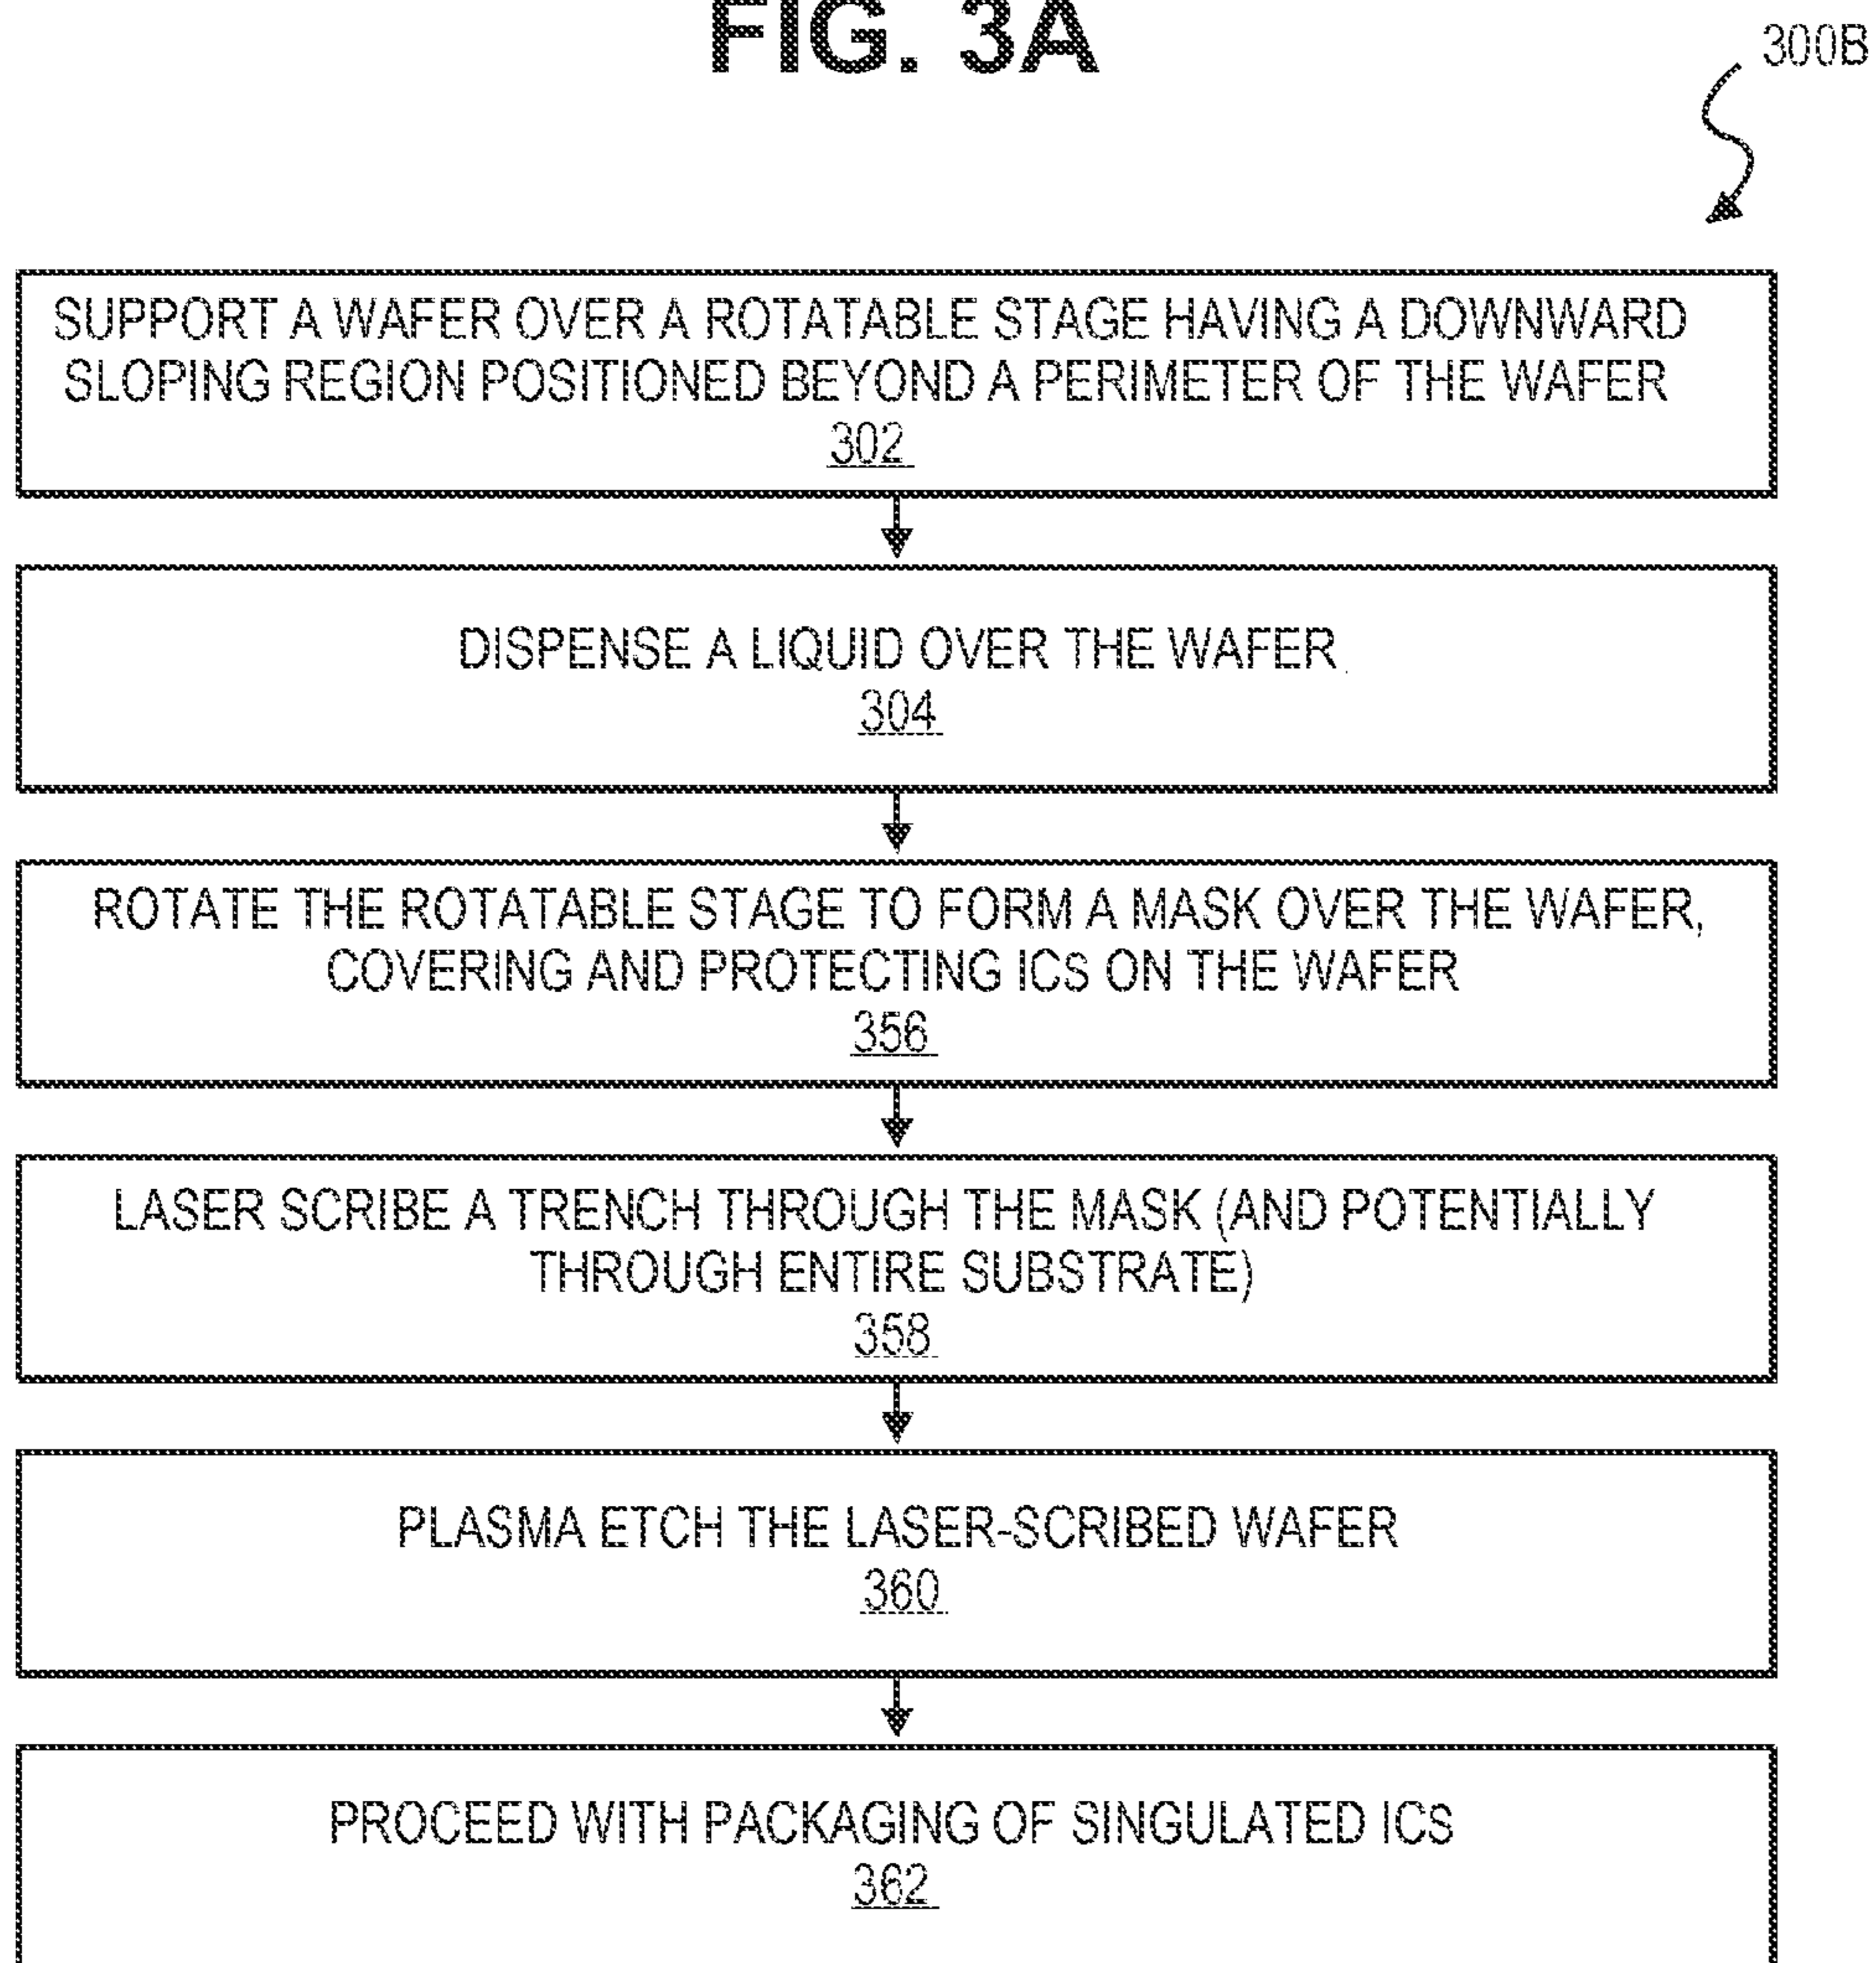 FIG. 3A
300B
SUPPORT A WAFER OVER A ROTATABLE STAGE HAVING A DOWNWARD
SLOPING REGION POSITIONED BEYOND A PERIMETER OF THE WAFER
302
DISPENSE A LIQUID OVER THE WAFER
304
ROTATE THE ROTATABLE STAGE TO FORM A MASK OVER THE WAFER,
COVERING AND PROTECTING ICS ON THE WAFER
356
LASER SCRIBE A TRENCH THROUGH THE MASK (AND POTENTIALLY
THROUGH ENTIRE SUBSTRATE)
358
PLASMA ETCH THE LASER-SCRIBED WAFER
360
PROCEED WITH PACKAGING OF SINGULATED ICS
362